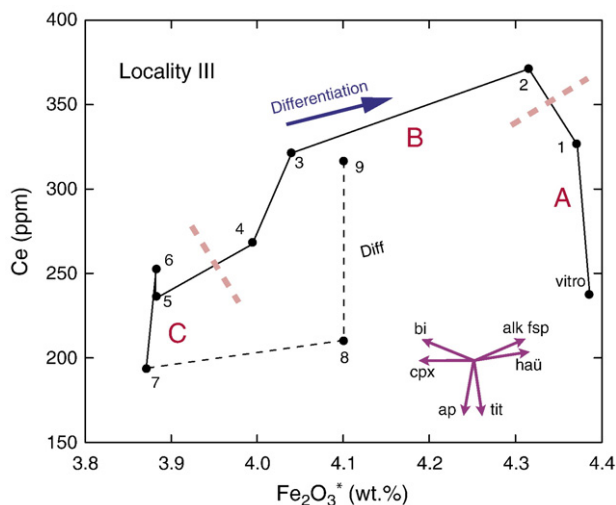 Locality III
Differentiation
400
350
300
250
200
150
Ce (ppm)
2
1
3
9
B
A
4
6
5
Diff
vitro
C
7
8
bi
alk fsp
cpx
haü
ap
tit
3.8
3.9
4.0
4.1
4.2
4.3
4.4
Fe₂O₃* (wt.%)